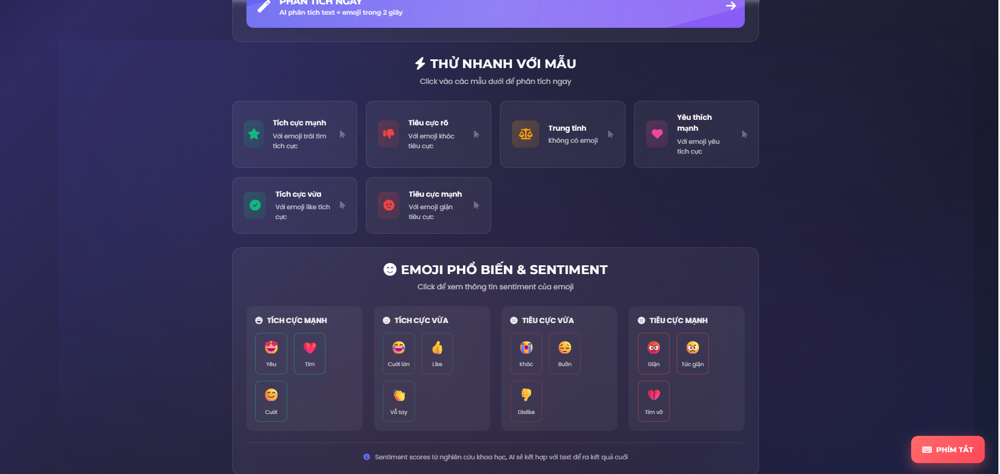 PHÂN TÍCH NGAY
AI phân tích text + emoji trong 2 giây
THỬ NHANH VỚI MẪU
Click vào các mẫu dưới để phân tích ngay
Tích cực mạnh
Với emoji trái tim
tích cực
Tiêu cực rõ
Với emoji khóc
tiêu cực
Trung tính
Không có emoji
Yêu thích
mạnh
Với emoji yêu
tích cực
Tích cực vừa
Với emoji like tích
cực
Tiêu cực mạnh
Với emoji giận
tiêu cực
EMOJI PHỔ BIẾN & SENTIMENT
Click để xem thông tin sentiment của emoji
TÍCH CỰC MẠNH
Yêu
Tim
Cười
TÍCH CỰC VỪA
Cười lớn
Like
Vỗ tay
TIÊU CỰC VỪA
Khóc
Buồn
Dislike
TIÊU CỰC MẠNH
Giận
Tức giận
Tim vỡ
Sentiment scores từ nghiên cứu khoa học, AI sẽ kết hợp với text để ra kết quả cuối
PHÍM TẮT